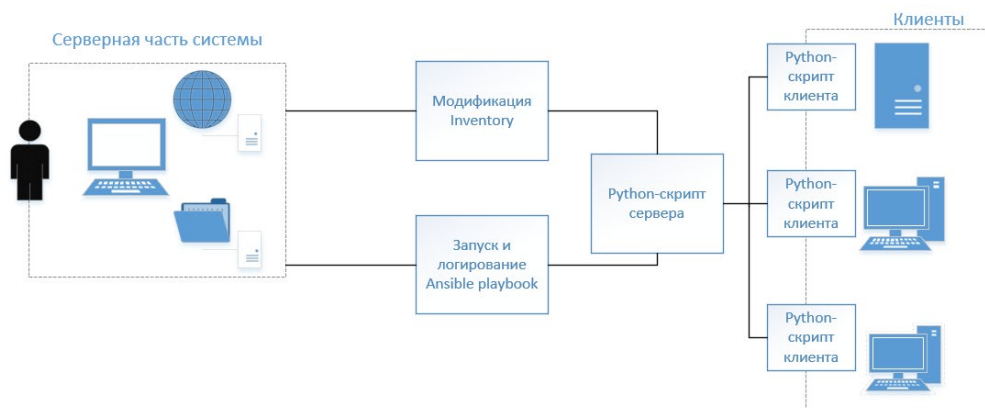 Серверная часть системы
Модификация
Inventory
Запуск и
логирование
Ansible playbook
Python-скрипт
сервера
Клиенты
Python-
скрипт
клиента
Python-
скрипт
клиента
Python-
скрипт
клиента